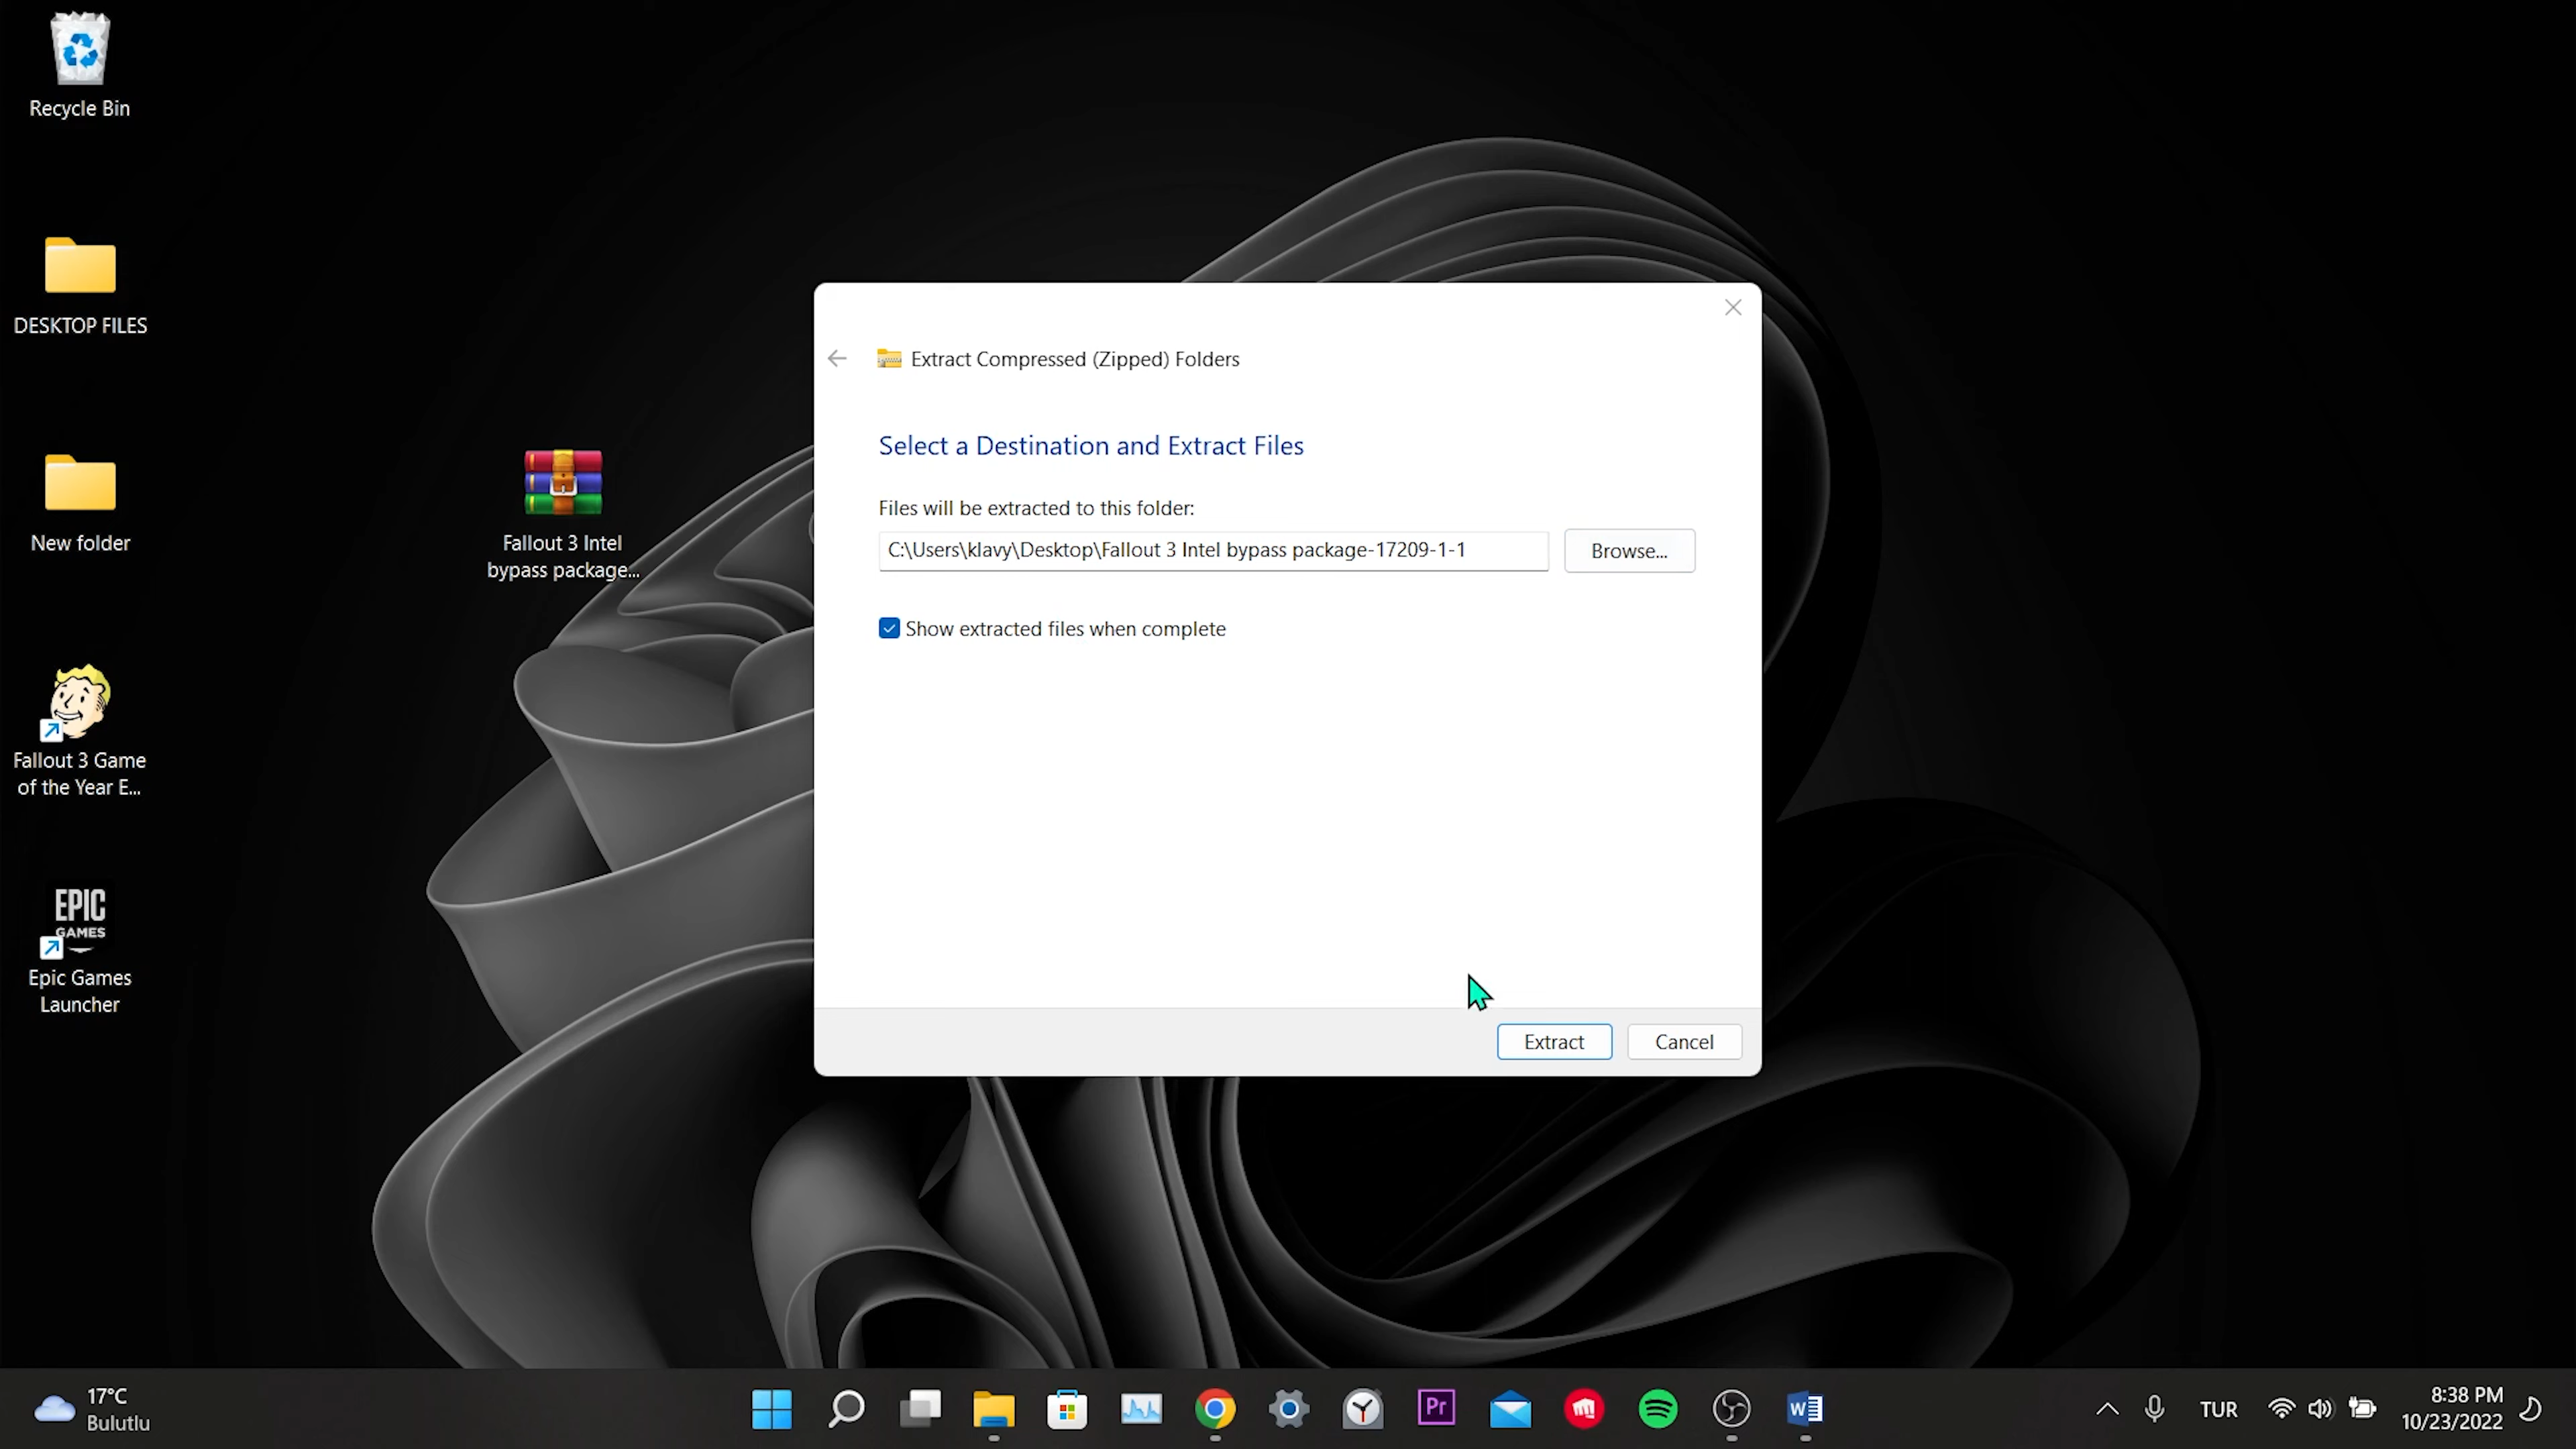 Recycle Bin
DESKTOP FILES
New folder
Fallout 3 Game
of the Year E...
EPIC
GAMES
Epic Games
Launcher
Fallout 3 Intel
bypass package...
Extract Compressed (Zipped) Folders
Select a Destination and Extract Files
Files will be extracted to this folder:
C:\Users\klavy\Desktop\Fallout 3 Intel bypass package-17209-1-1
Browse...
Show extracted files when complete
Extract
Cancel
17°C
Bulutlu
Pr
W
TUR
8:38 PM
10/23/2022